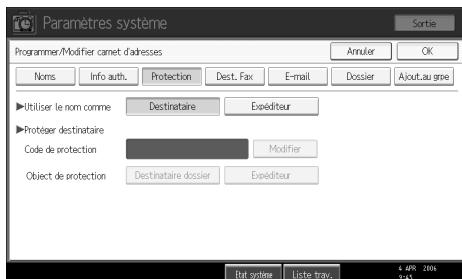 Paramètres système
Sortie
Programmer/Modifier carnet d'adresses
Annuler
OK
Noms
Info auth.
Protection
Dest. Fax
E-mail
Dossier
Ajout.au grpe
▶Utiliser le nom comme
Destinataire
Expéditeur
▶Protéger destinataire
Code de protection
Modifier
Object de protection
Destinataire dossier
Expéditeur
Etat système
Liste trav.
4 APR 2006
9:45